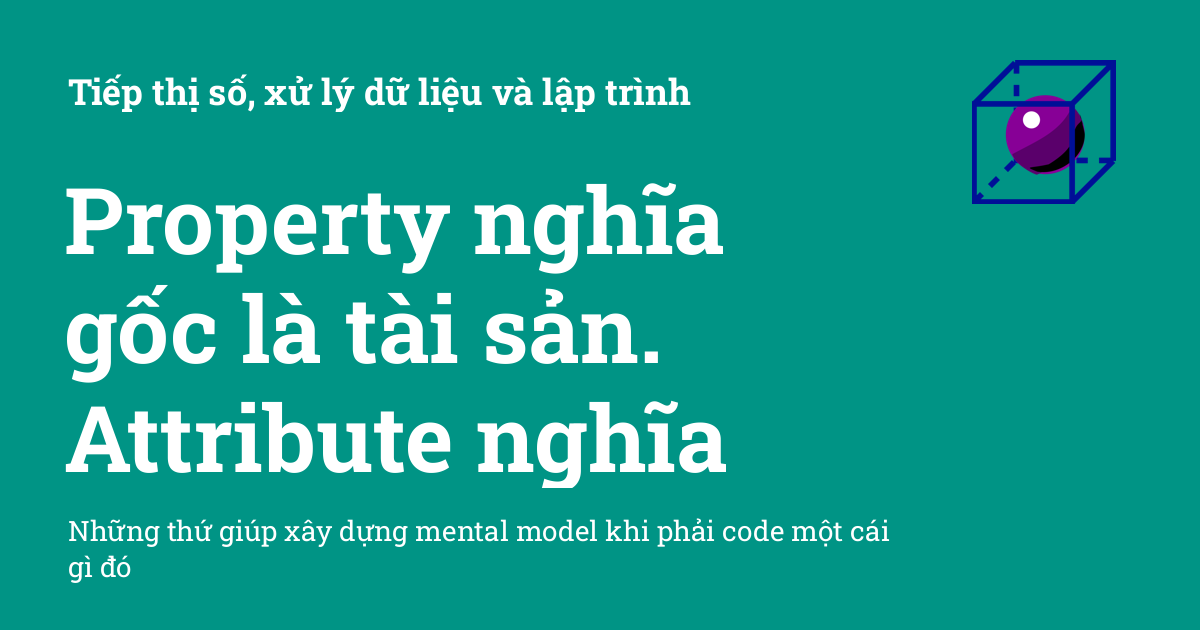 Tiếp thị số, xử lý dữ liệu và lập trình
Property nghĩa
gốc là tài sản.
Attribute nghĩa
Những thứ giúp xây dựng mental model khi phải code một cái
gì đó